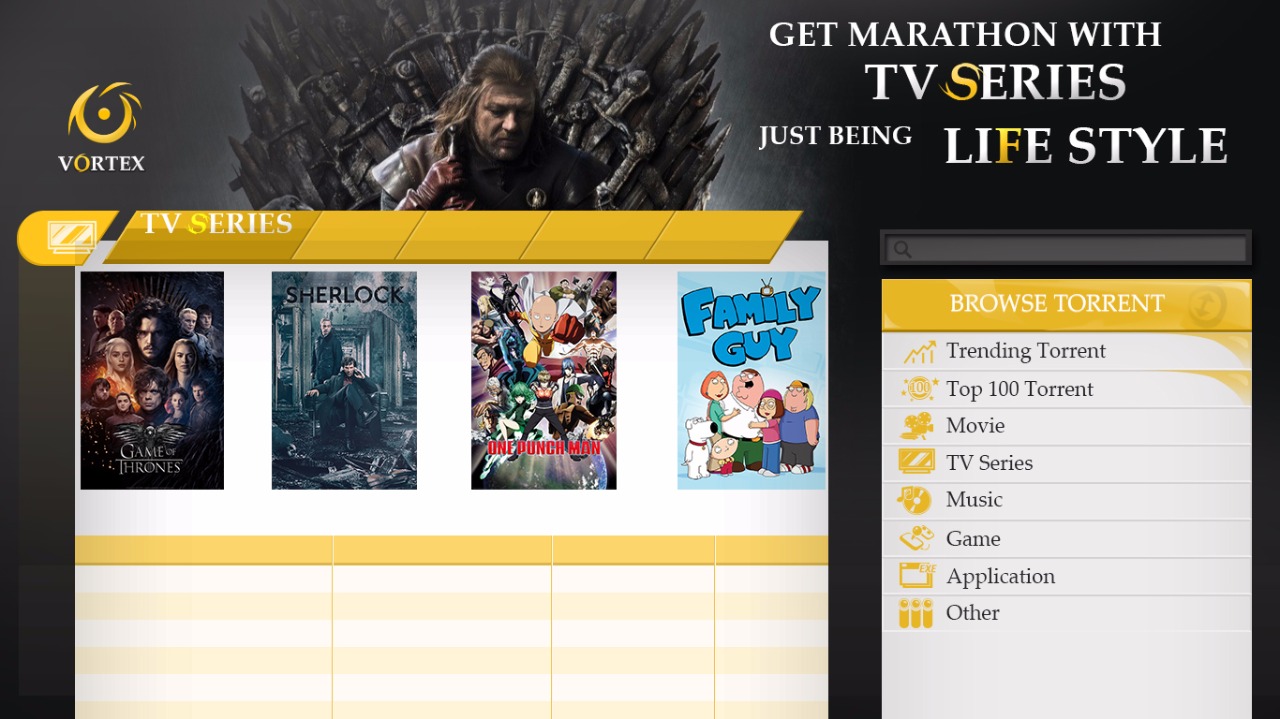 GET MARATHON WITH
TV SERIES
JUST BEING LIFE STYLE
VORTEX
TV SERIES
SHERLOCK
FAMILY
GUY
GAME OF
THRONES
ONE PUNCH MAN
BROWSE TORRENT
Trending Torrent
Top 100 Torrent
Movie
TV Series
Music
Game
EXE
Application
Other